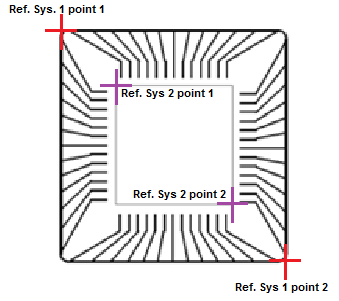 Ref. Sys. 1 point 1
Ref. Sys 2 point 1
Ref. Sys 2 point 2
Ref. Sys 1 point 2